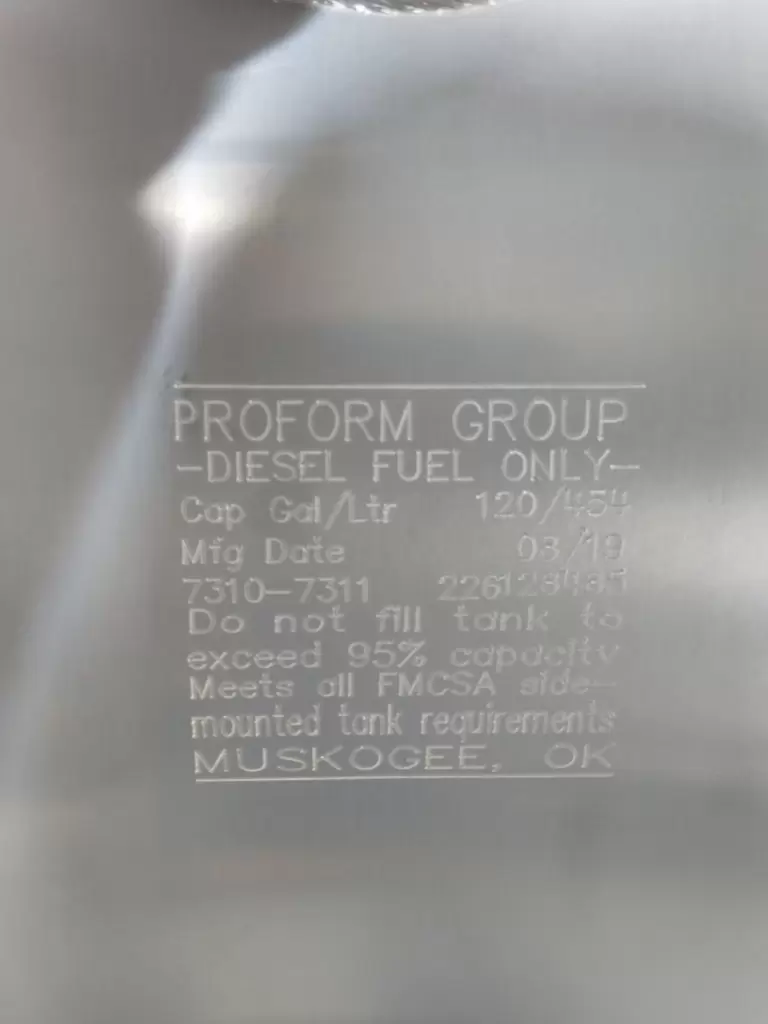 PROFORM GROUP
-DIESEL FUEL ONLY-
Cap Gal/Ltr 120/454
Mfg Date 03/19
7310-7311
Do not fill tank to
exceed 95% capacity
Meets all FMCSA side-
mounted tank requirements
MUSKOGEE, OK